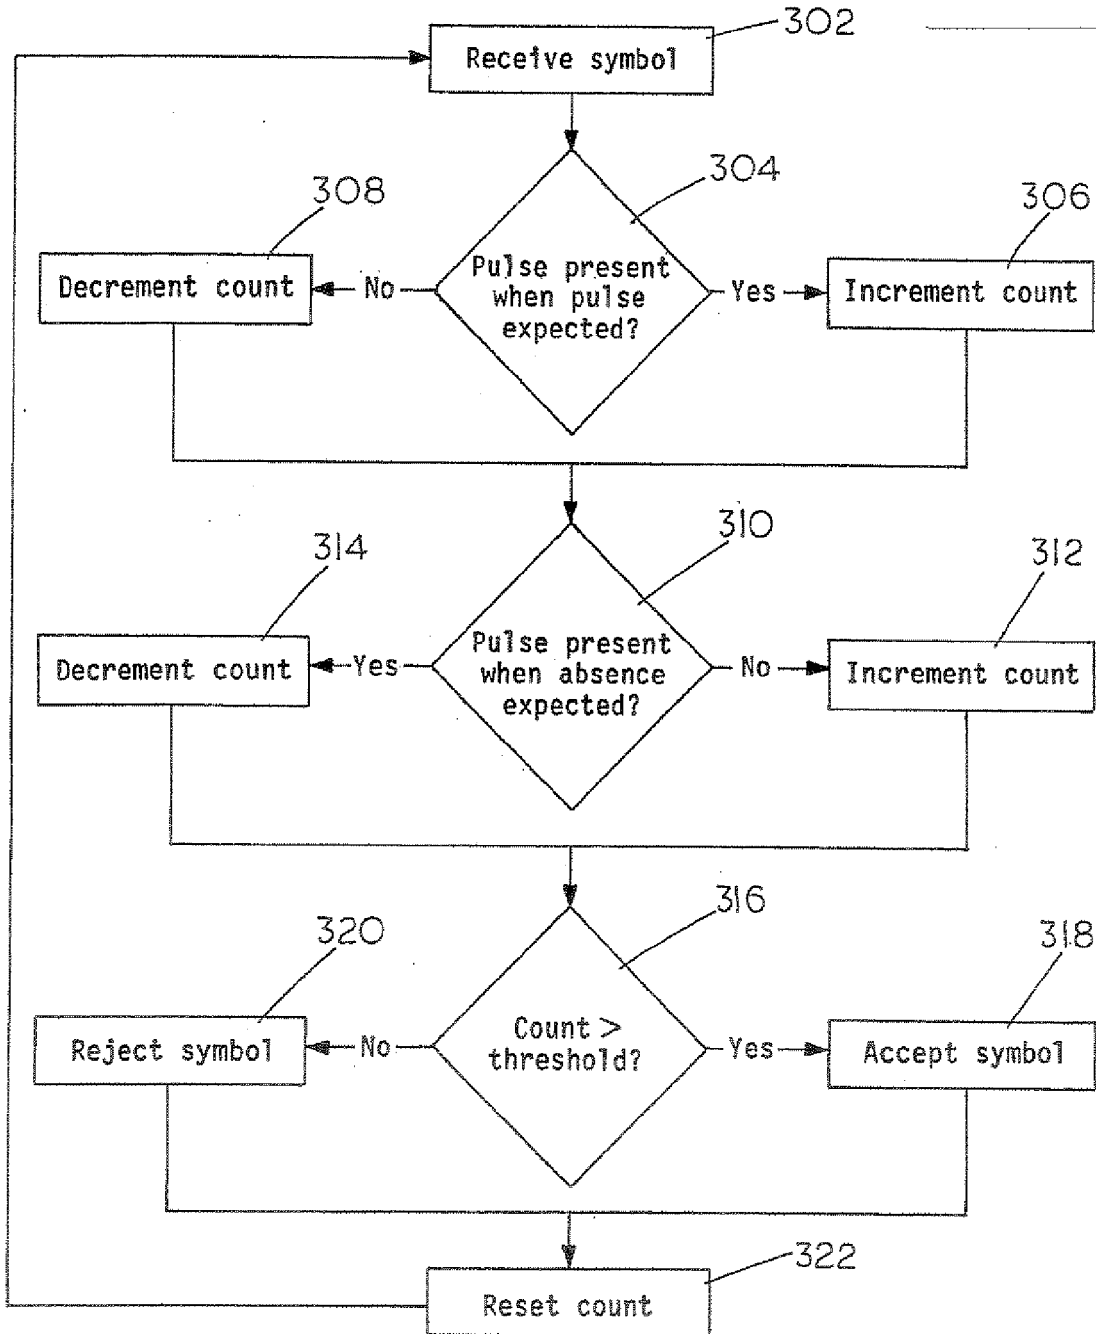 302
Receive symbol
304
308
306
Pulse present
when pulse
expected?
Decrement count
No
Yes
Increment count
310
314
312
Pulse present
when absence
expected?
Decrement count
Yes
No
Increment count
316
320
318
Count >
threshold?
Reject symbol
No
Yes
Accept symbol
322
Reset count